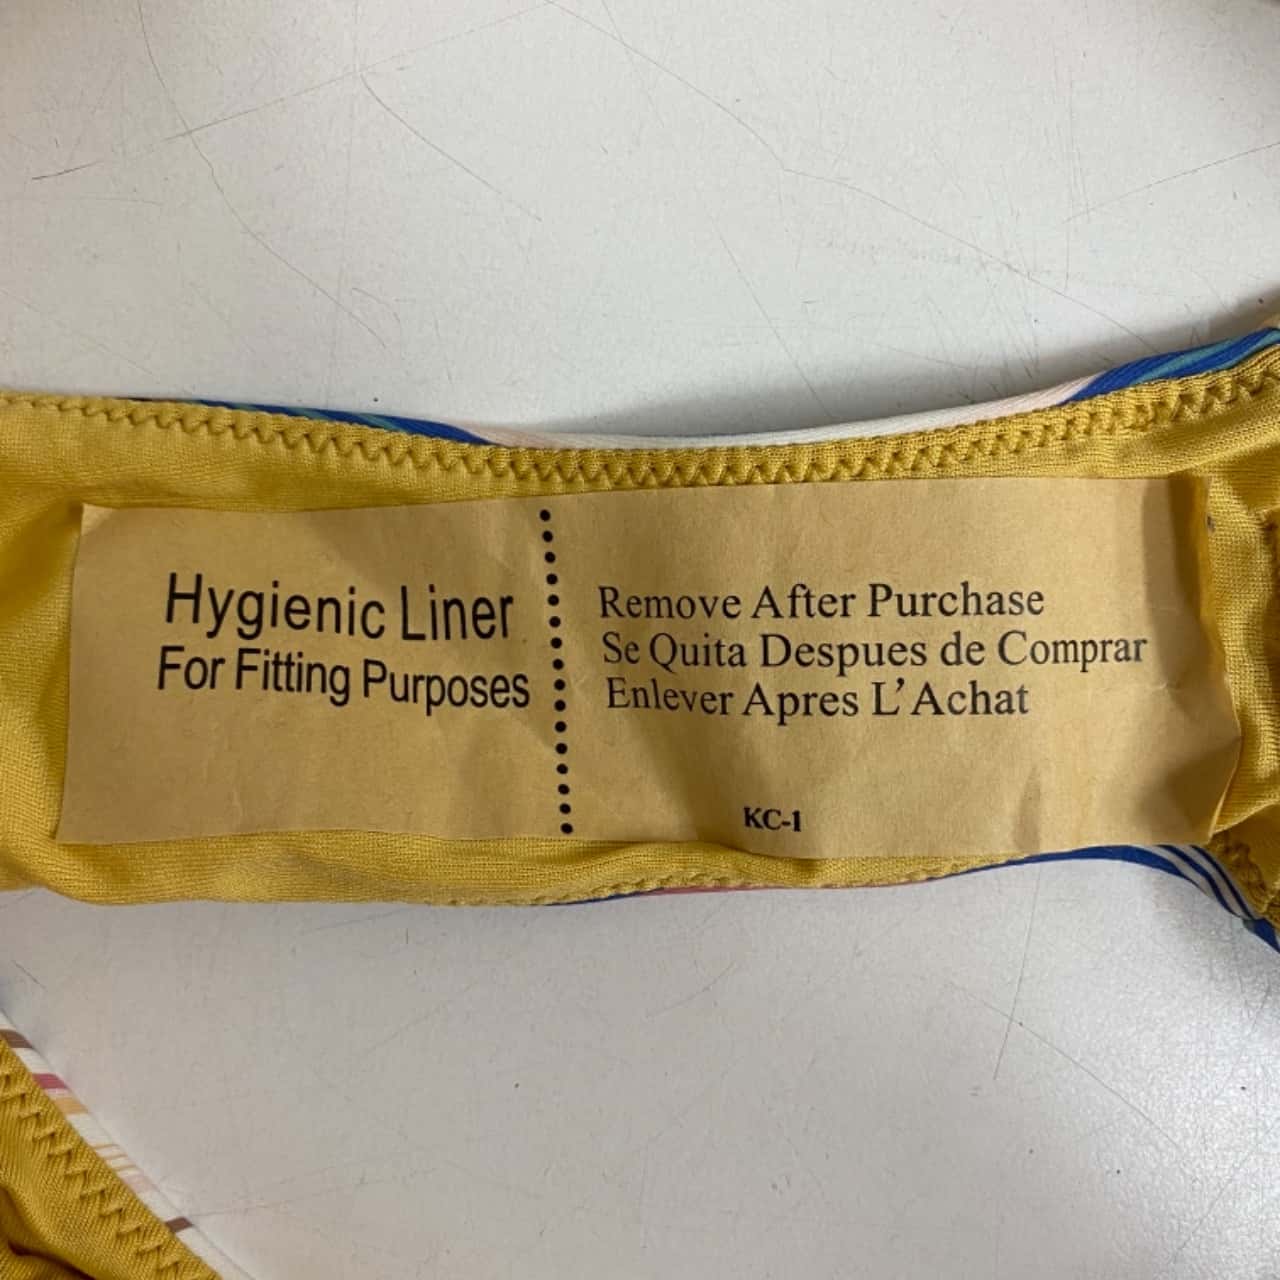 Hygienic Liner
For Fitting Purposes
Remove After Purchase
Se Quita Despues de Comprar
Enlever Apres L'Achat
KC-1